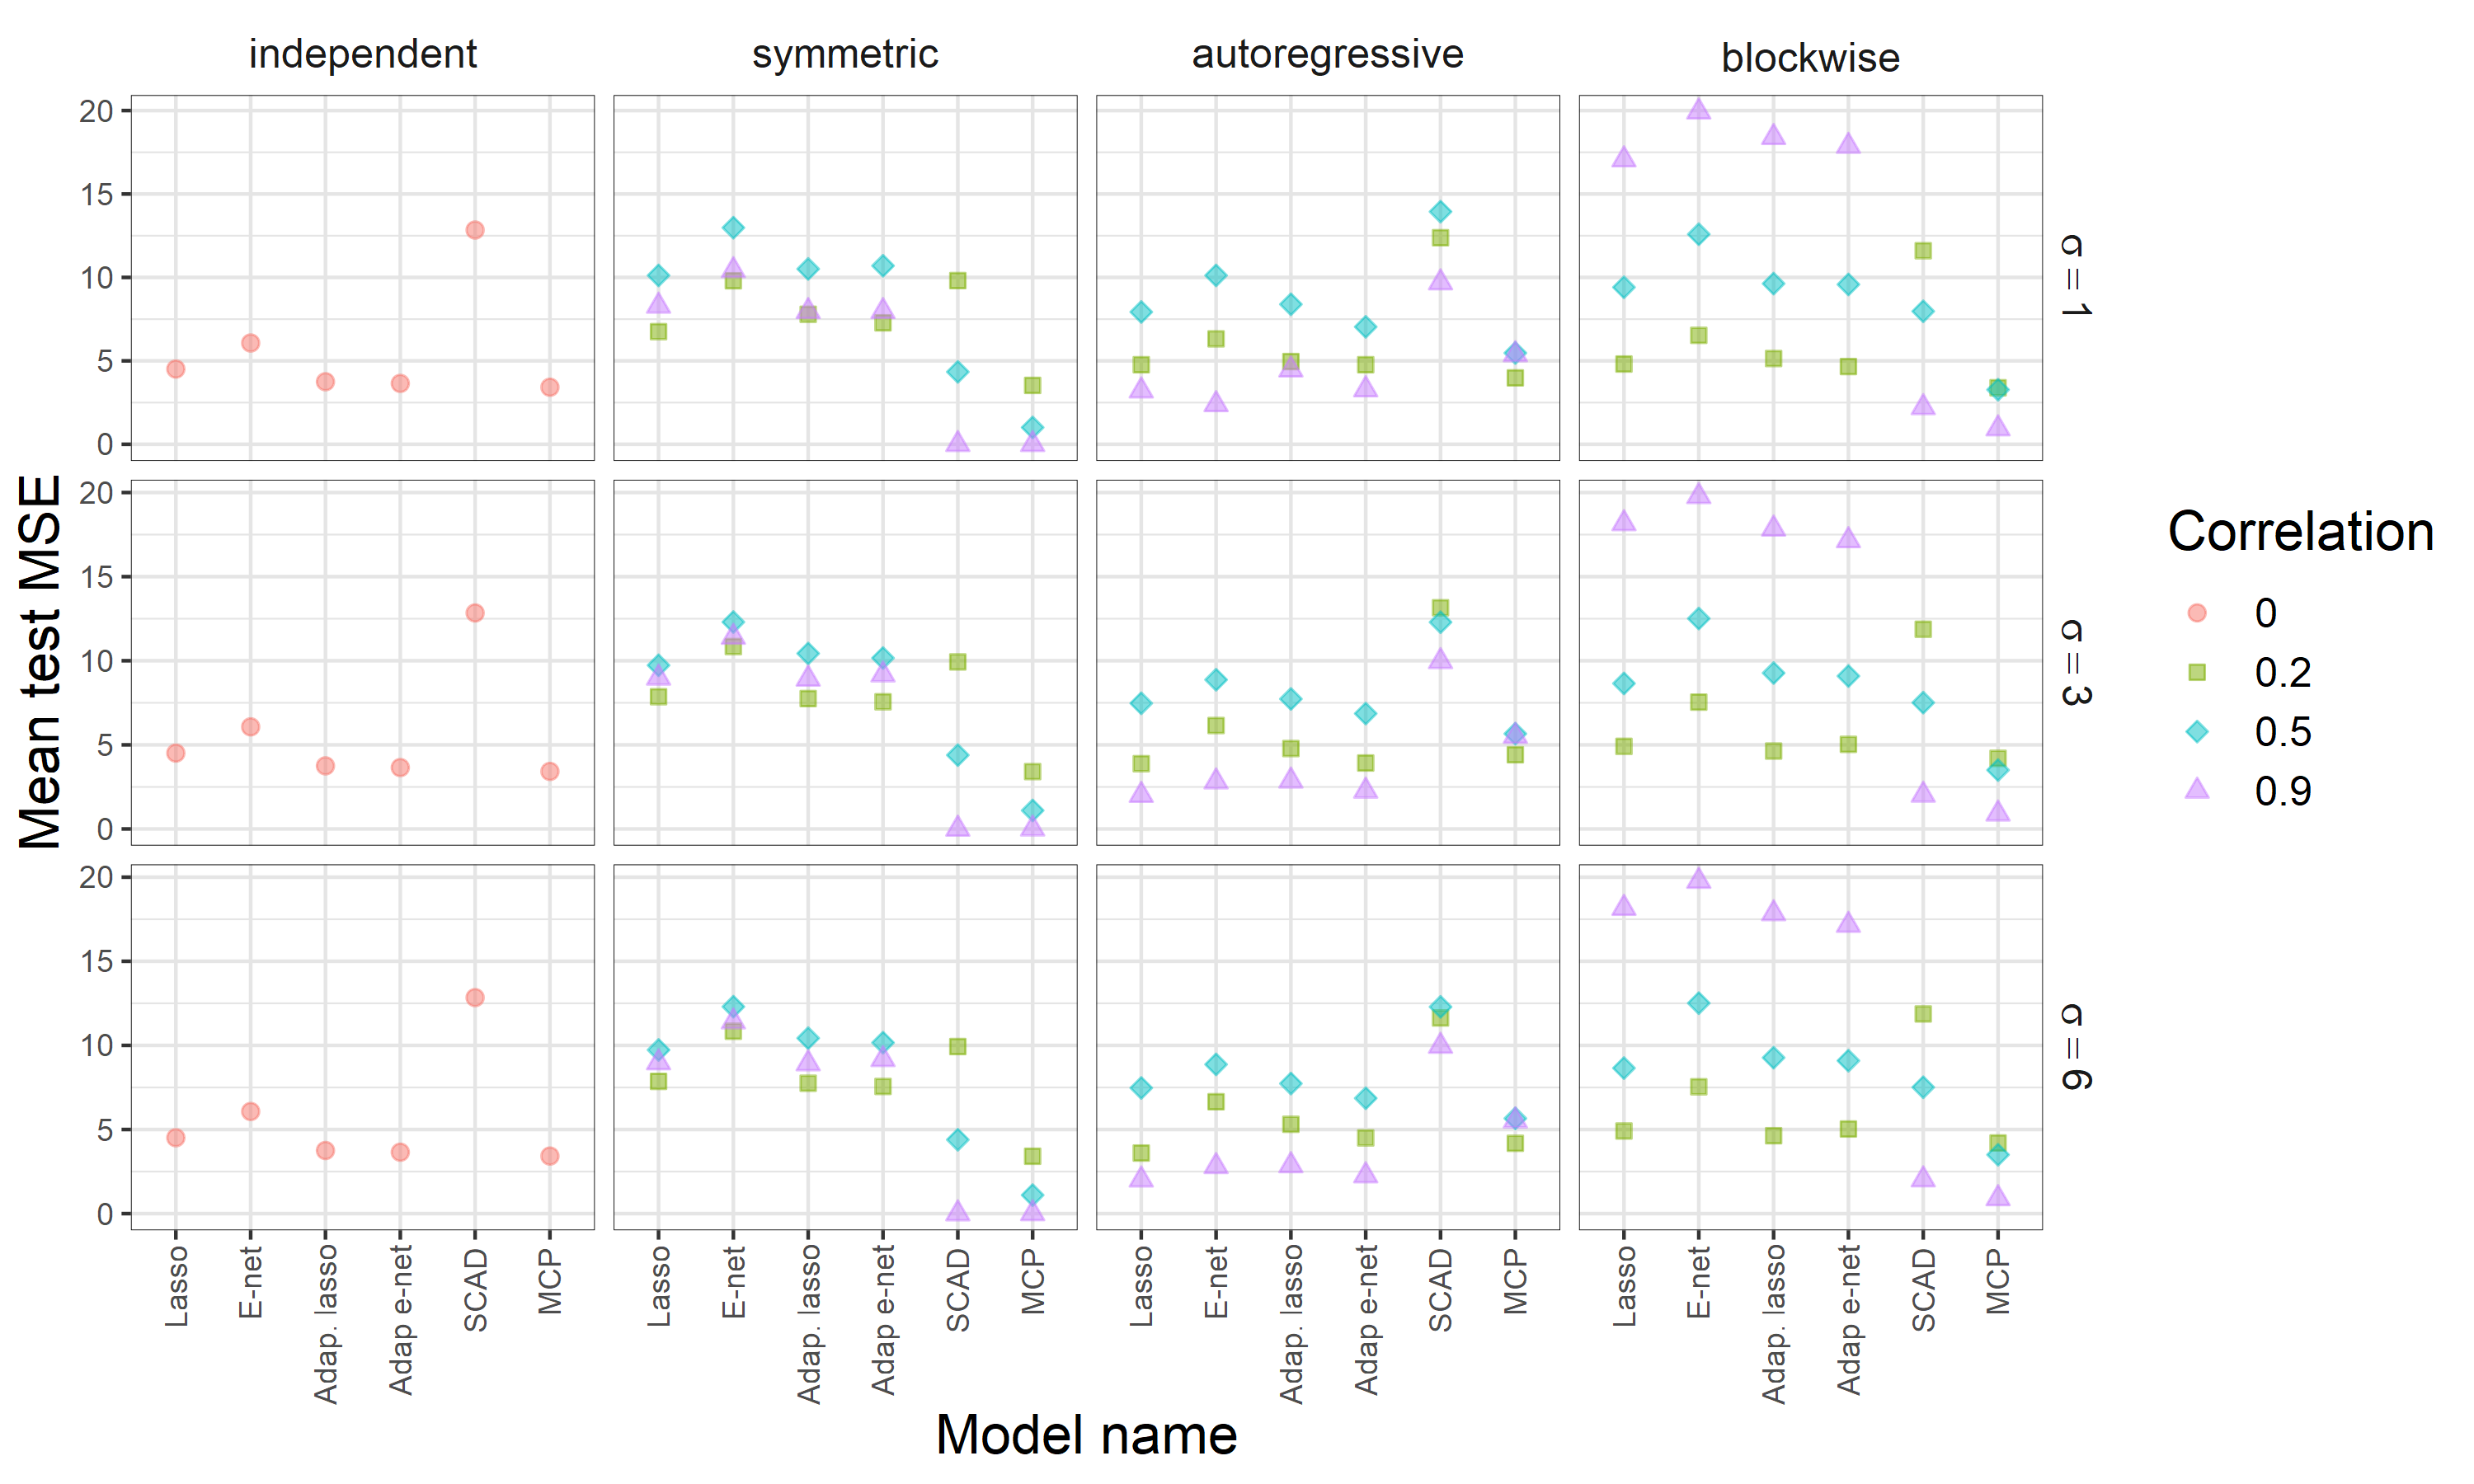 independent symmetric autoregressive blockwise
20
15
10
5
0
σ = 1
20
15
10
5
0
σ = 3
20
15
10
5
0
σ = 6
Mean test MSE
Lasso E-net Adap. lasso Adap e-net SCAD MCP
Lasso E-net Adap. lasso Adap e-net SCAD MCP
Lasso E-net Adap. lasso Adap e-net SCAD MCP
Lasso E-net Adap. lasso Adap e-net SCAD MCP
Model name
Correlation
0
0.2
0.5
0.9